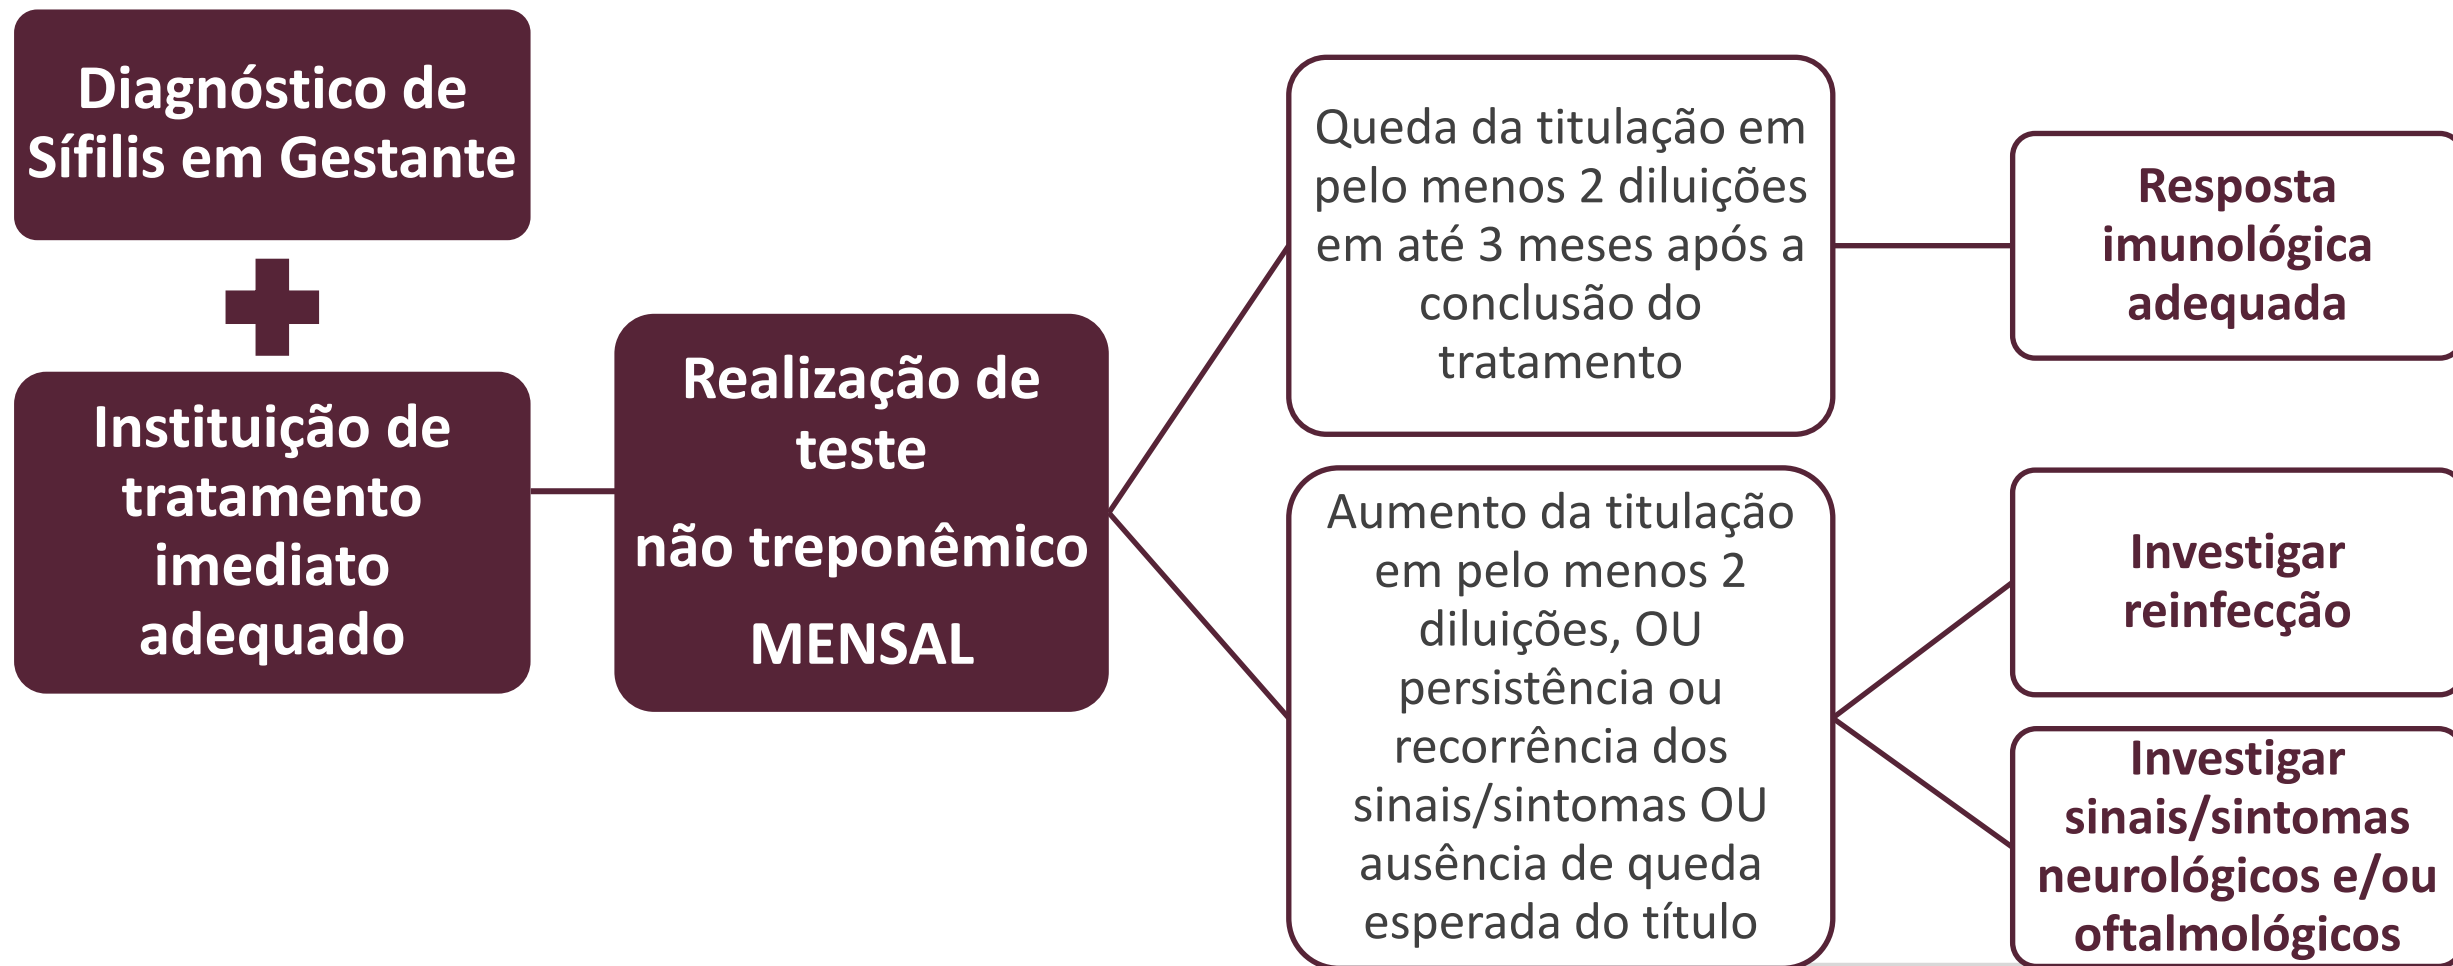 Diagnóstico de
Sífilis em Gestante
Instituição de
tratamento
imediato
adequado
Realização de
teste
não treponêmico
MENSAL
Queda da titulação em
pelo menos 2 diluições
em até 3 meses após a
conclusão do
tratamento
Resposta
imunológica
adequada
Aumento da titulação
em pelo menos 2
diluições, OU
persistência ou
recorrência dos
sinais/sintomas OU
ausência de queda
esperada do título
Investigar
reinfecção
Investigar
sinais/sintomas
neurológicos e/ou
oftalmológicos